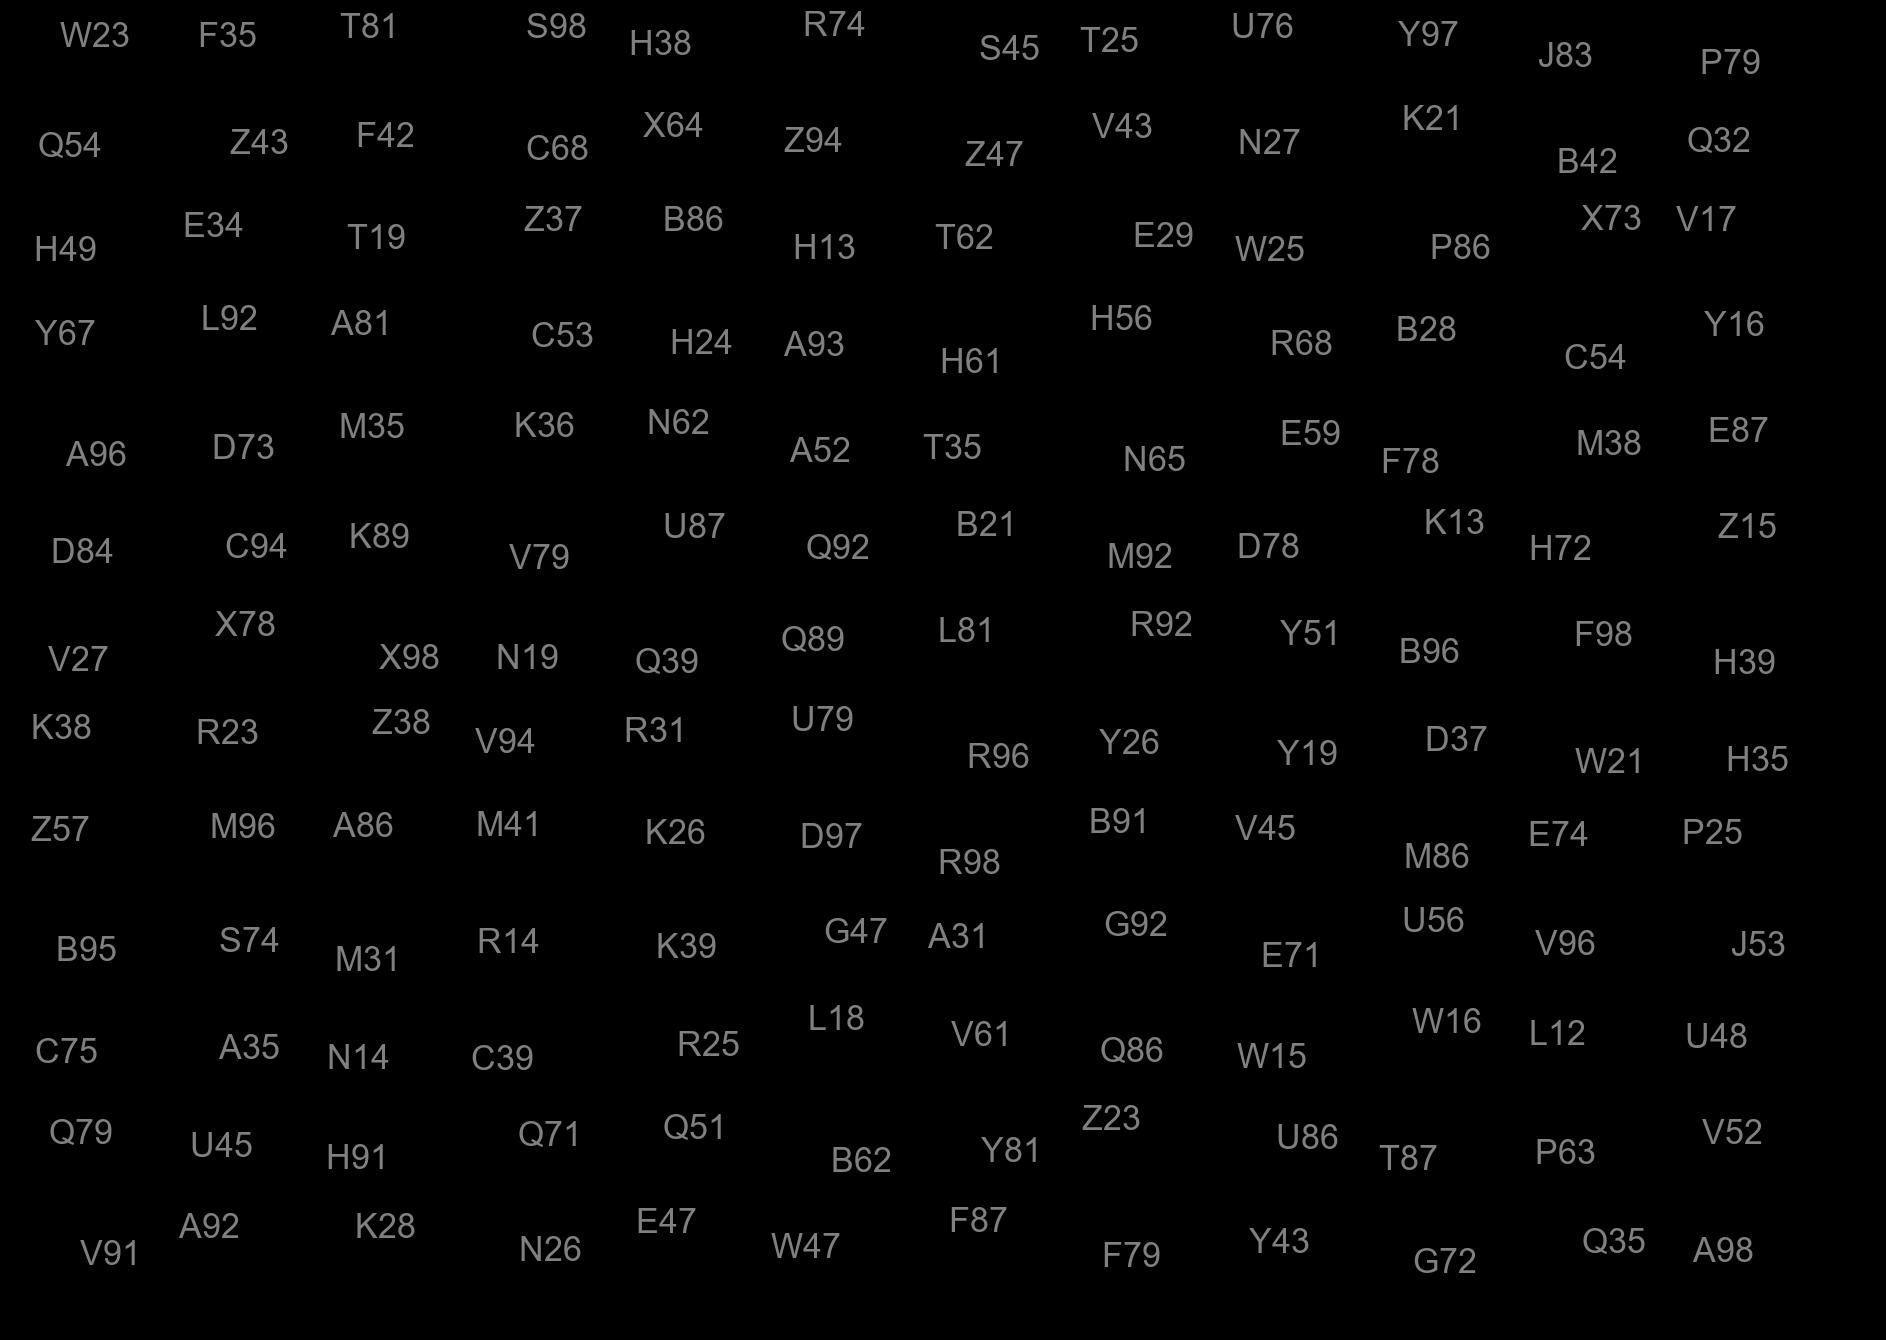 W23 F35 T81 S98 H38 R74 S45 T25 U76 Y97 J83 P79
Q54 Z43 F42 C68 X64 Z94 Z47 V43 N27 K21 B42 Q32
H49 E34 T19 Z37 B86 H13 T62 E29 W25 P86 X73 V17
Y67 L92 A81 C53 H24 A93 H61 H56 R68 B28 C54 Y16
A96 D73 M35 K36 N62 A52 T35 N65 E59 F78 M38 E87
D84 C94 K89 V79 U87 Q92 B21 M92 D78 K13 H72 Z15
V27 X78 X98 N19 Q39 Q89 L81 R92 Y51 B96 F98 H39
K38 R23 Z38 V94 R31 U79 R96 Y26 Y19 D37 W21 H35
Z57 M96 A86 M41 K26 D97 R98 B91 V45 M86 E74 P25
B95 S74 M31 R14 K39 G47 A31 G92 E71 U56 V96 J53
C75 A35 N14 C39 R25 L18 V61 Q86 W15 W16 L12 U48
Q79 U45 H91 Q71 Q51 B62 Y81 Z23 U86 T87 P63 V52
V91 A92 K28 N26 E47 W47 F87 F79 Y43 G72 Q35 A98